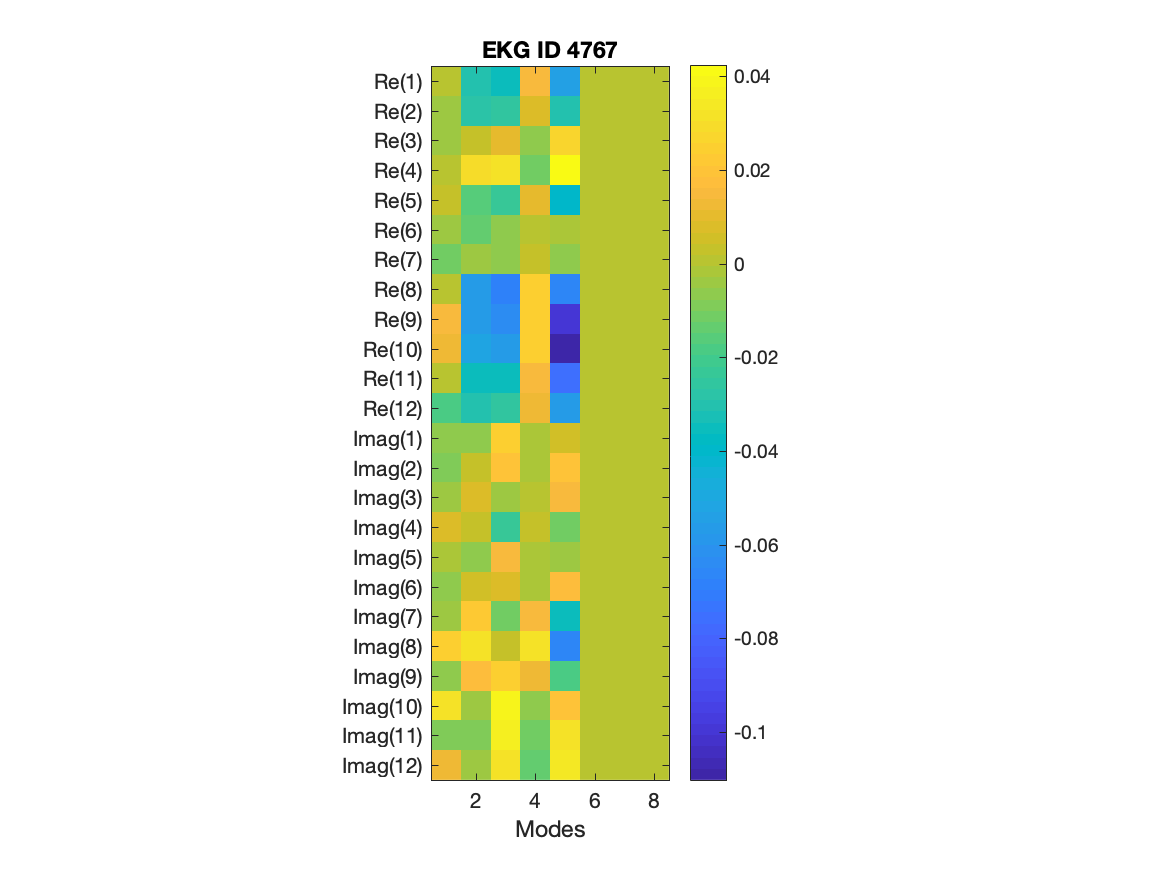 EKG ID 4767
Re(1)
Re(2)
Re(3)
Re(4)
Re(5)
Re(6)
Re(7)
Re(8)
Re(9)
Re(10)
Re(11)
Re(12)
Imag(1)
Imag(2)
Imag(3)
Imag(4)
Imag(5)
Imag(6)
Imag(7)
Imag(8)
Imag(9)
Imag(10)
Imag(11)
Imag(12)
2 4 6 8
Modes
0.04
0.02
0
-0.02
-0.04
-0.06
-0.08
-0.1